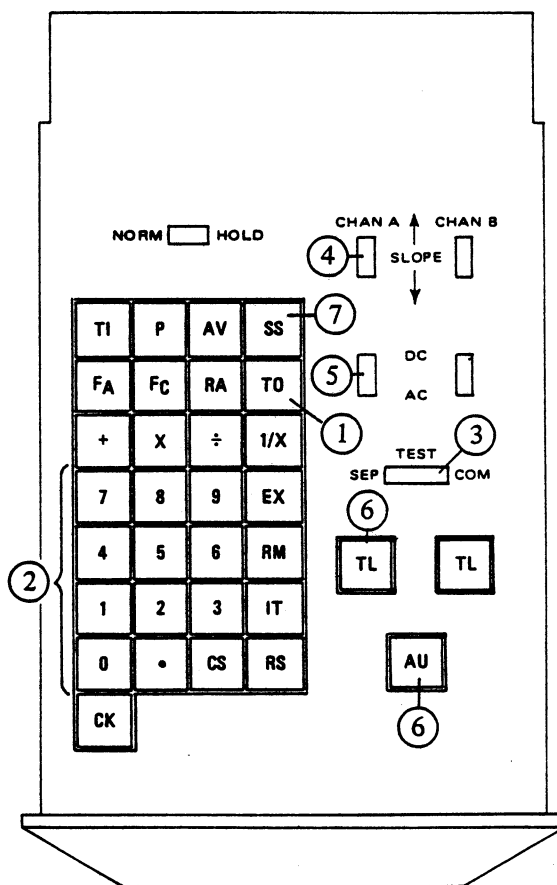 CHAN A CHAN B
NORM HOLD
4 SLOPE
TI P AV SS 7
FA FC RA TO
DC
5
AC
1
+ X ÷ 1/X
TEST 3
SEP COM
7 8 9 EX
6
4 5 6 RM
TL TL
2
1 2 3 IT
0 • CS RS
AU
CK
6